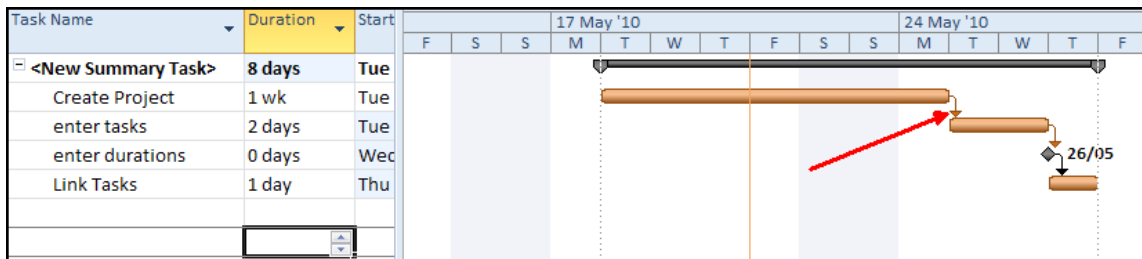 Task Name Duration Start 17 May '10 24 May '10
F S S M T W T F S S M T W T F
<New Summary Task> 8 days Tue
Create Project 1 wk Tue
enter tasks 2 days Tue
enter durations 0 days Wed 26/05
Link Tasks 1 day Thu